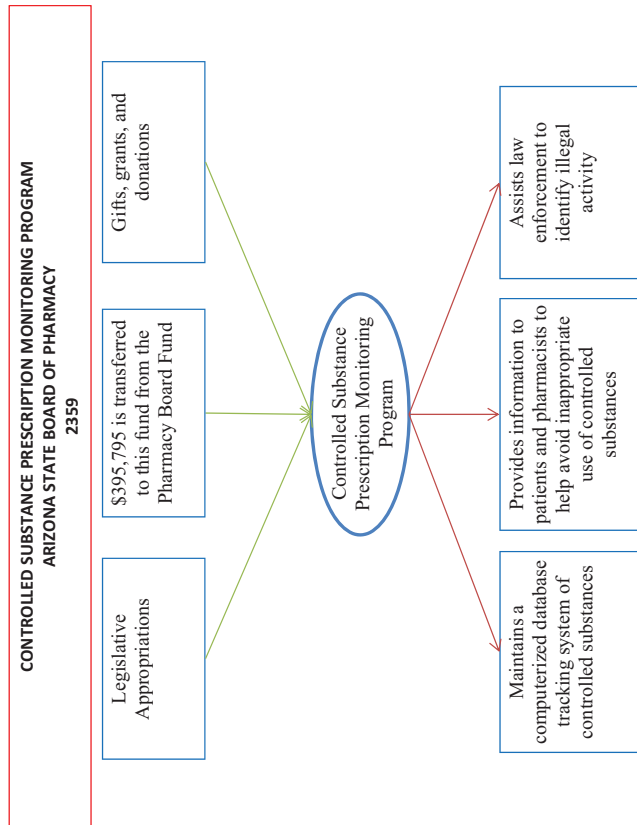 CONTROLLED SUBSTANCE PRESCRIPTION MONITORING PROGRAM
ARIZONA STATE BOARD OF PHARMACY
2359
Legislative
Appropriations
$395,795 is transferred
to this fund from the
Pharmacy Board Fund
Gifts, grants, and
donations
Controlled Substance
Prescription Monitoring
Program
Maintains a
computerized database
tracking system of
controlled substances
Provides information to
patients and pharmacists to
help avoid inappropriate
use of controlled
substances
Assists law
enforcement to
identify illegal
activity